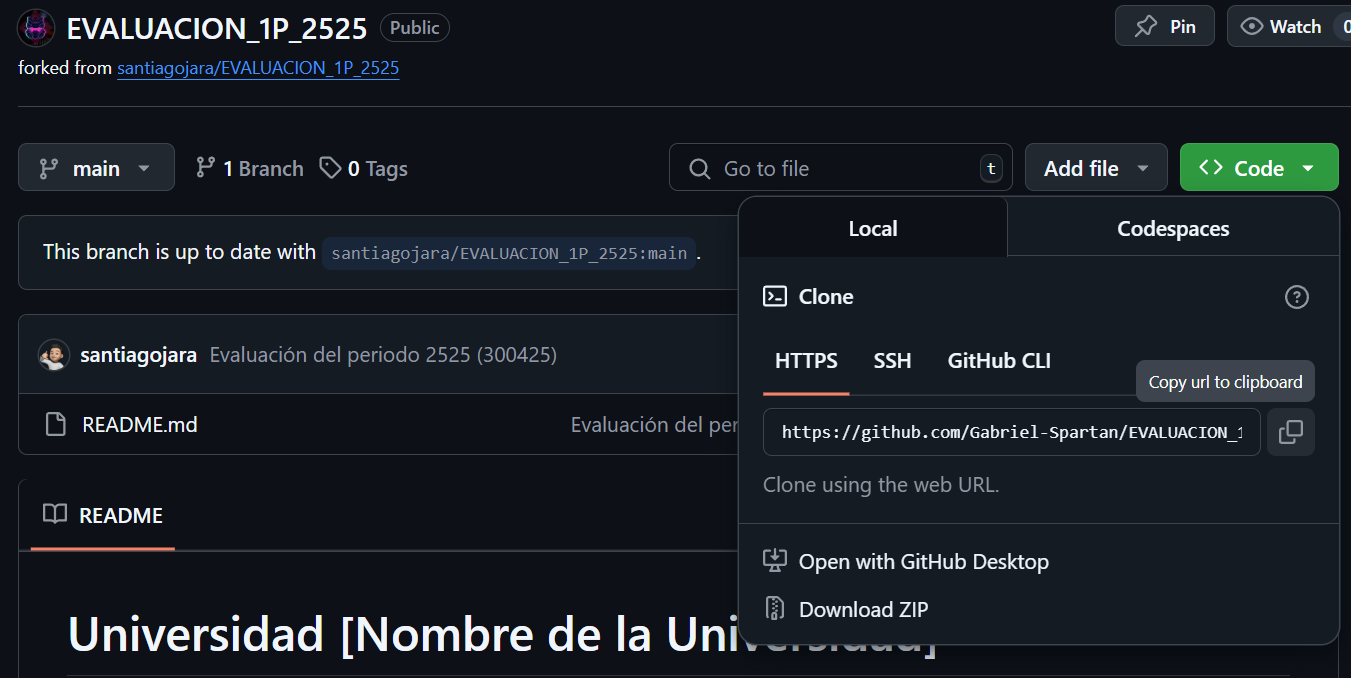 EVALUACION_1P_2525 Public Pin Watch 0
forked from santiagojara/EVALUACION_1P_2525
main 1 Branch 0 Tags Go to file t Add file Code
Local Codespaces
This branch is up to date with santiagojara/EVALUACION_1P_2525:main .
Clone
santiagojara Evaluación del periodo 2525 (300425)
HTTPS SSH GitHub CLI
Copy url to clipboard
README.md Evaluación del per
https://github.com/Gabriel-Spartan/EVALUACION_1
Clone using the web URL.
README
Open with GitHub Desktop
Download ZIP
Universidad [Nombre de la Universidad]